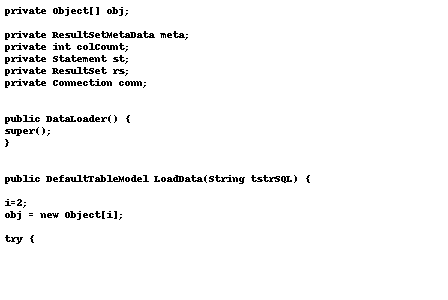 private Object[] obj;
private ResultSetMetaData meta;
private int colCount;
private Statement st;
private ResultSet rs;
private Connection conn;
public DataLoader() {
super();
}
public DefaultTableModel LoadData(String tstrSQL) {
i=2;
obj = new Object[i];
try {